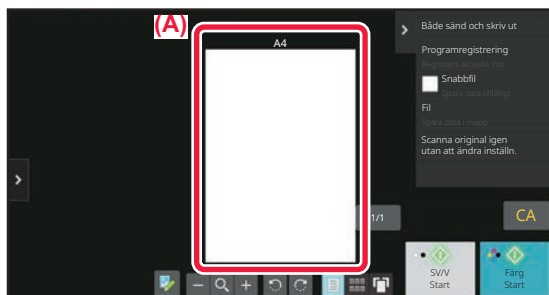 (A)
A4
Både sänd och skriv ut
Programregistrering
Registrera aktuella inst.
Snabbfil
Spara data tillfälligt
Fil
Spara data i mapp
Scanna original igen
utan att ändra inställn.
1/1
CA
SV/V
Start
Färg
Start